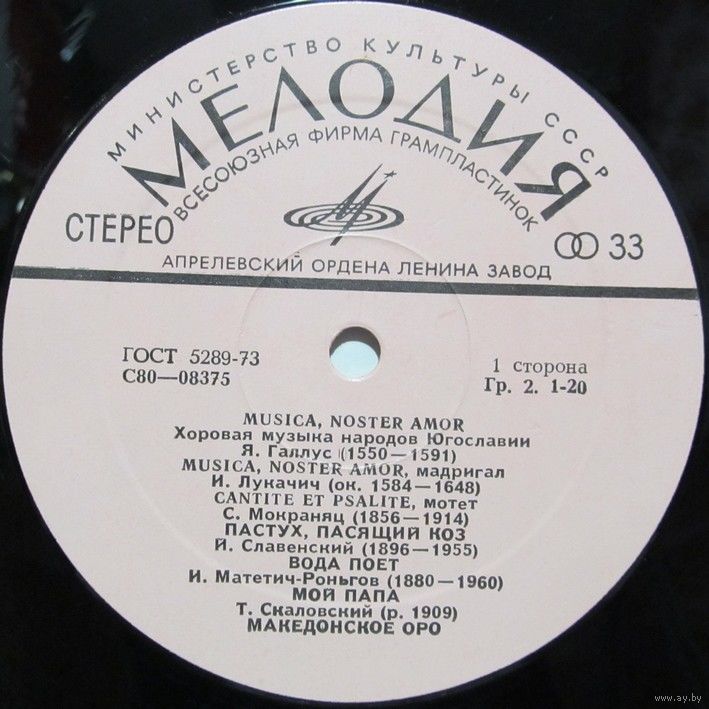 МИНИСТЕРСТВО КУЛЬТУРЫ СССР
МЕЛОДИЯ
ВСЕСОЮЗНАЯ ФИРМА ГРАМПЛАСТИНОК
СТЕРЕО
33
АПРЕЛЕВСКИЙ ОРДЕНА ЛЕНИНА ЗАВОД
ГОСТ 5289-73
С80—08375
1 сторона
Гр. 2. 1-20
MUSICA, NOSTER AMOR
Хоровая музыка народов Югославии
Я. Галлус (1550—1591)
MUSICA, NOSTER AMOR, мадригал
И. Лукачич (ок. 1584—1648)
CANTITE ET PSALITE, мотет
С. Мокраняц (1856—1914)
ПАСТУХ, ПАСЯЩИЙ КОЗ
Й. Славенский (1896—1955)
ВОДА ПОЕТ
И. Матетич-Роньгов (1880—1960)
МОЙ ПАПА
Т. Скаловский (р. 1909)
МАКЕДОНСКОЕ ОРО
www.ay.by